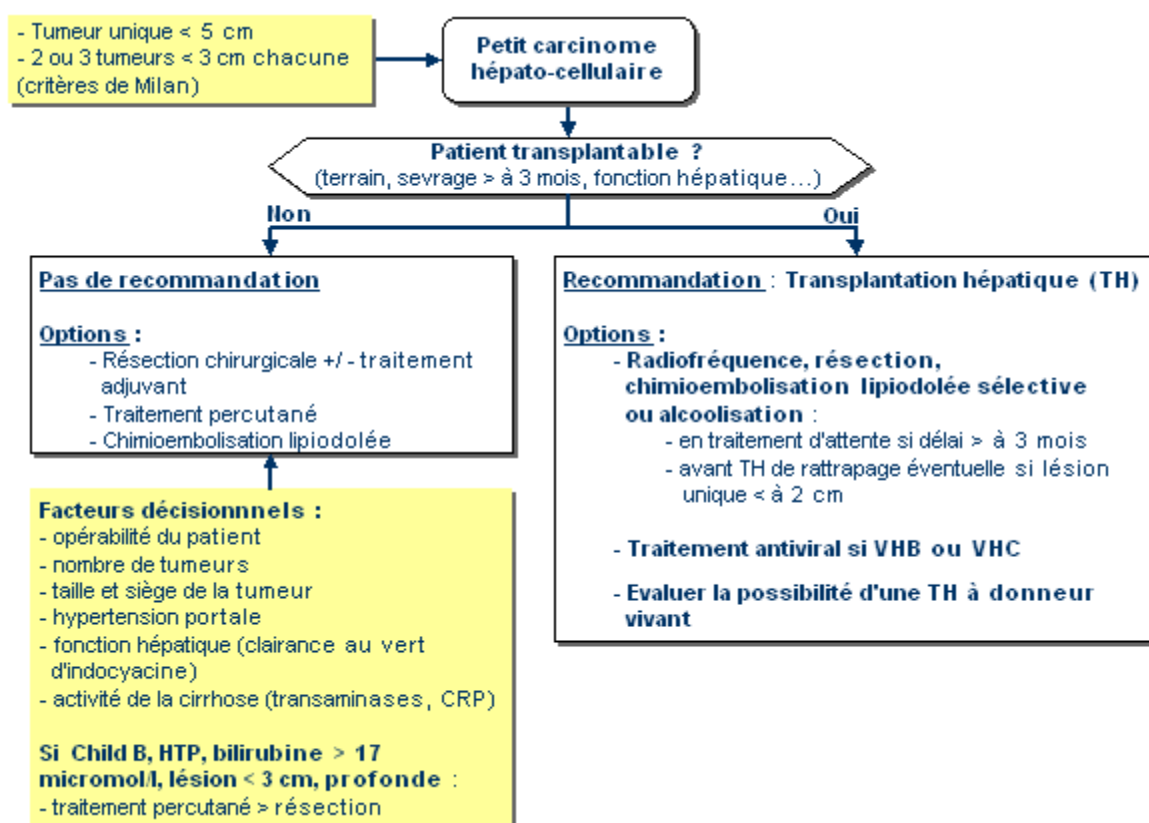 - Tumeur unique < 5 cm
- 2 ou 3 tumeurs < 3 cm chacune
(critères de Milan)
Petit carcinome
hépato-cellulaire
Patient transplantable ?
(terrain, sevrage > à 3 mois, fonction hépatique...)
Non
Oui
Pas de recommandation
Options :
- Résection chirurgicale +/- traitement
adjuvant
- Traitement percutané
- Chimioembolisation lipiodolée
Recommandation : Transplantation hépatique (TH)
Options :
- Radiofréquence, résection,
chimioembolisation lipiodolée sélective
ou alcoolisation :
- en traitement d'attente si délai > à 3 mois
- avant TH de rattrapage éventuelle si lésion
unique < à 2 cm
- Traitement antiviral si VHB ou VHC
- Evaluer la possibilité d'une TH à donneur
vivant
Facteurs décisionnnels :
- opérabilité du patient
- nombre de tumeurs
- taille et siège de la tumeur
- hypertension portale
- fonction hépatique (clairance au vert
d'indocyacine)
- activité de la cirrhose (transaminases, CRP)
Si Child B, HTP, bilirubine > 17
micromol/l, lésion < 3 cm, profonde :
- traitement percutané > résection